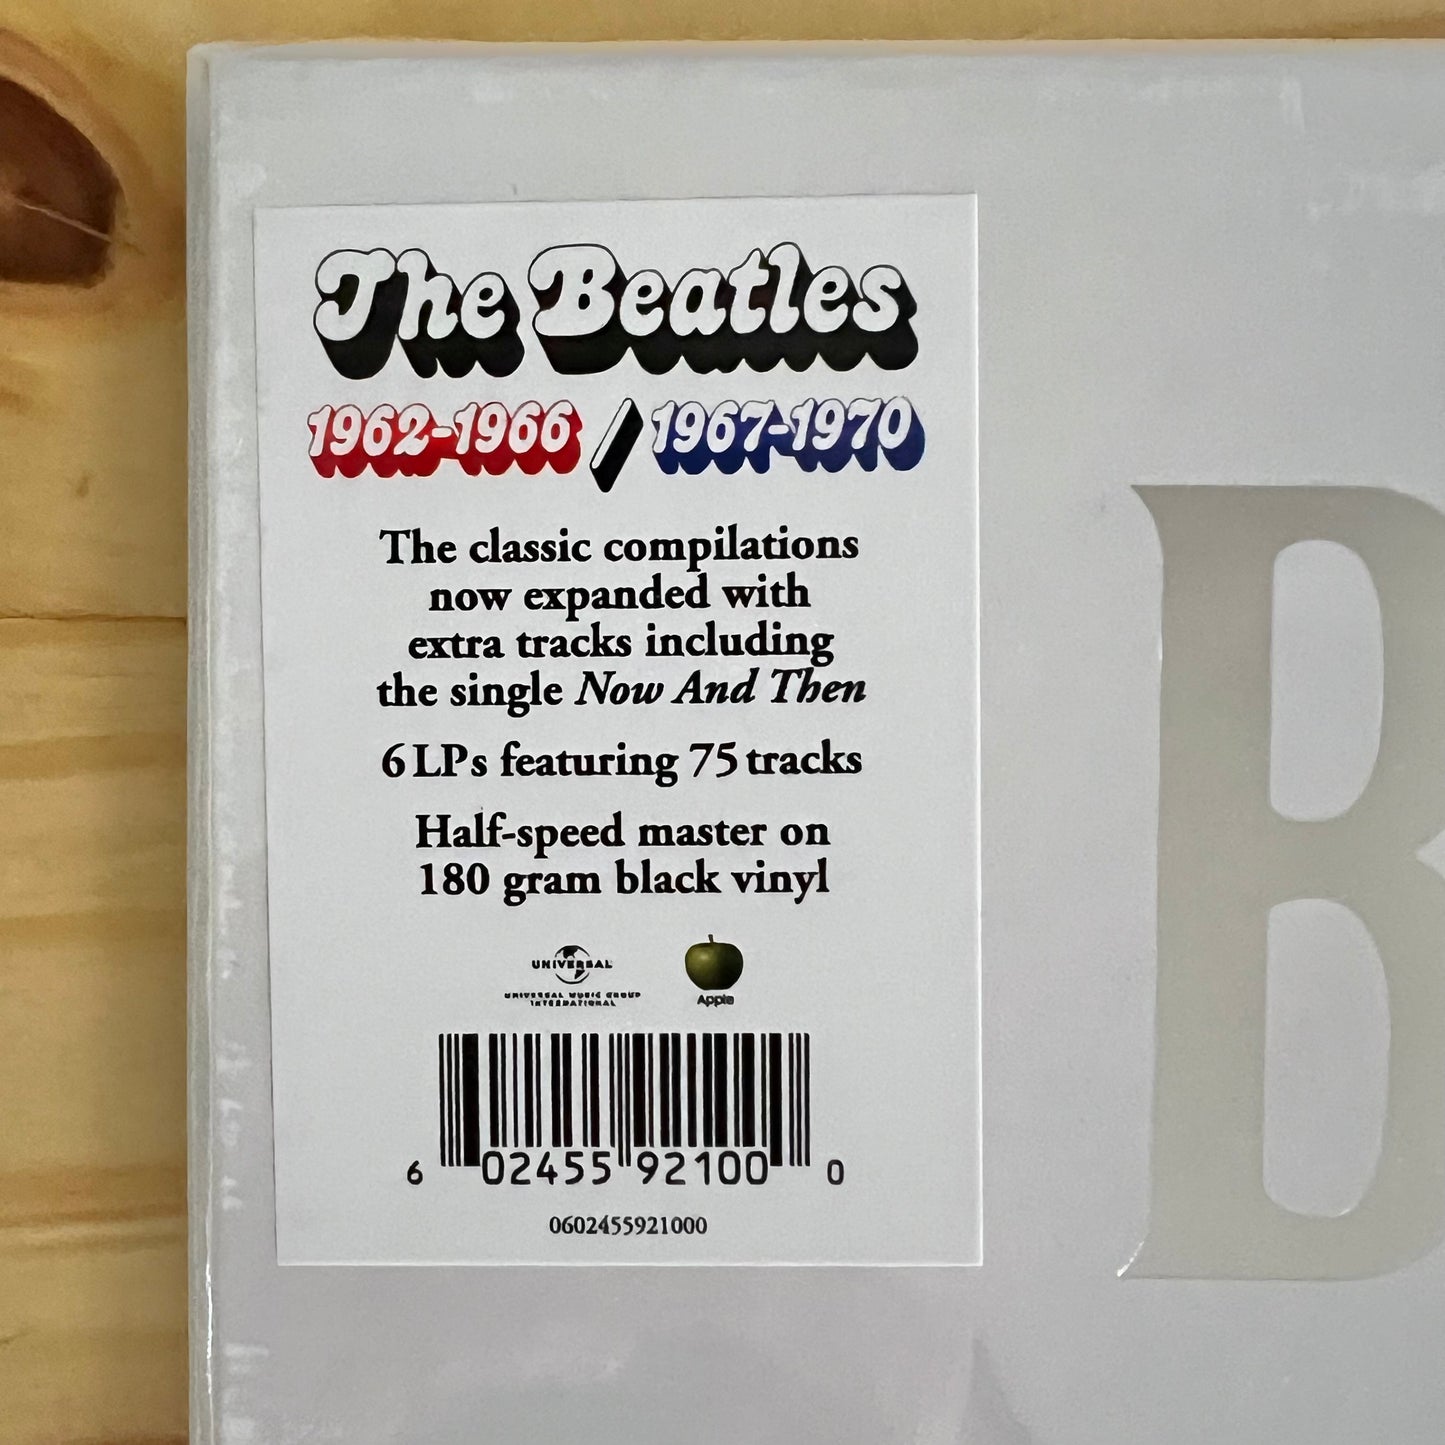 The Beatles
1962-1966 / 1967-1970
The classic compilations
now expanded with
extra tracks including
the single Now And Then
6 LPs featuring 75 tracks
Half-speed master on
180 gram black vinyl
UNIVERSAL
UNIVERSAL MUSIC GROUP
INTERNATIONAL
Apple
6 02455 92100 0
0602455921000
B